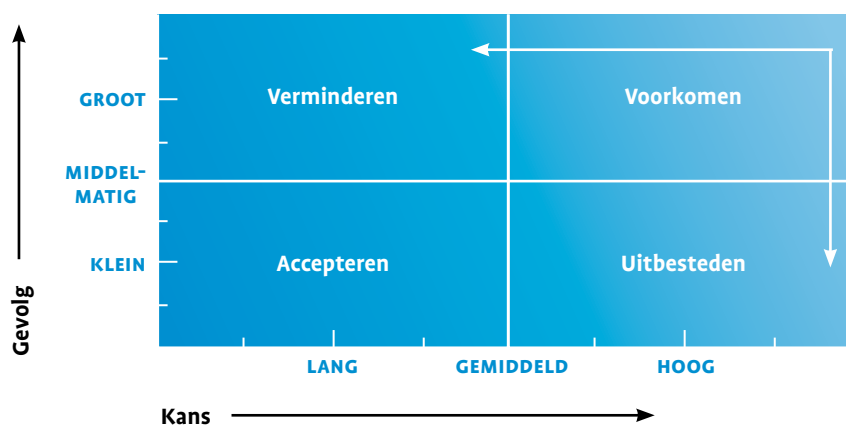 GROOT
Verminderen
Voorkomen
MIDDEL-
MATIG
KLEIN
Accepteren
Uitbesteden
Gevolg
LANG
GEMIDDELD
HOOG
Kans